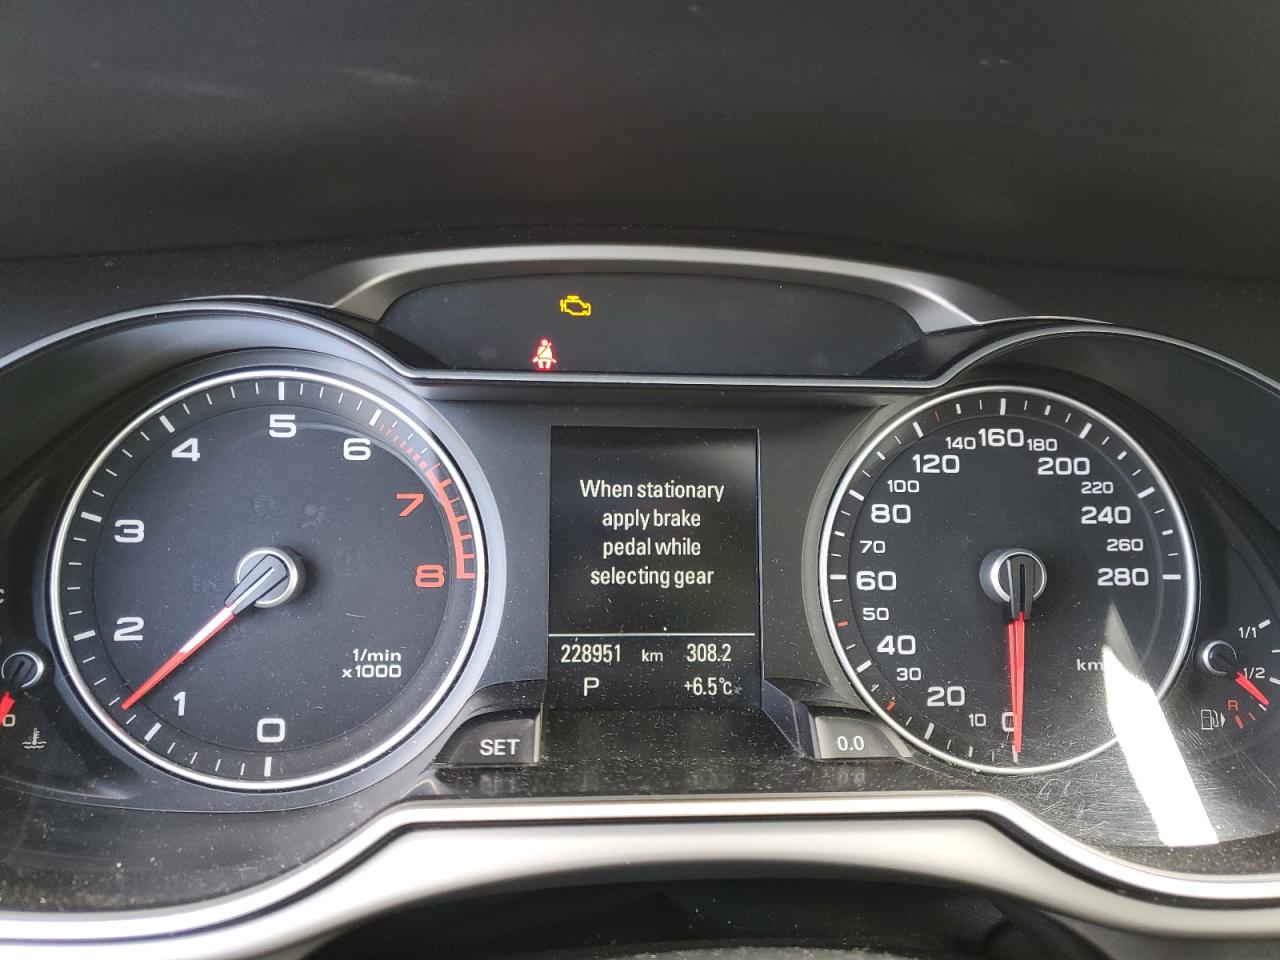 5
4
6
3
7
8
2
1
0
1/min
x1000
When stationary
apply brake
pedal while
selecting gear
228951 km 308.2
P +6.5°c
SET
0.0
140 160 180
120 200
100 220
80 240
70 260
60 280
50
40
30
20
10
0
km
1/1
1/2
R